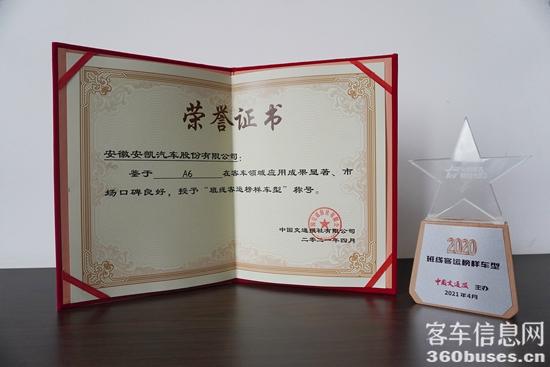 荣誉证书
安徽安凯汽车股份有限公司：
鉴于 A6 在客车领域应用成果显著、市
场口碑良好，授予“班线客运榜样车型”称号。
中国交通报社有限公司
二零二一年四月
2020
班线客运榜样车型
中国交通报 主办
2021年4月
客车信息网
360buses.cn